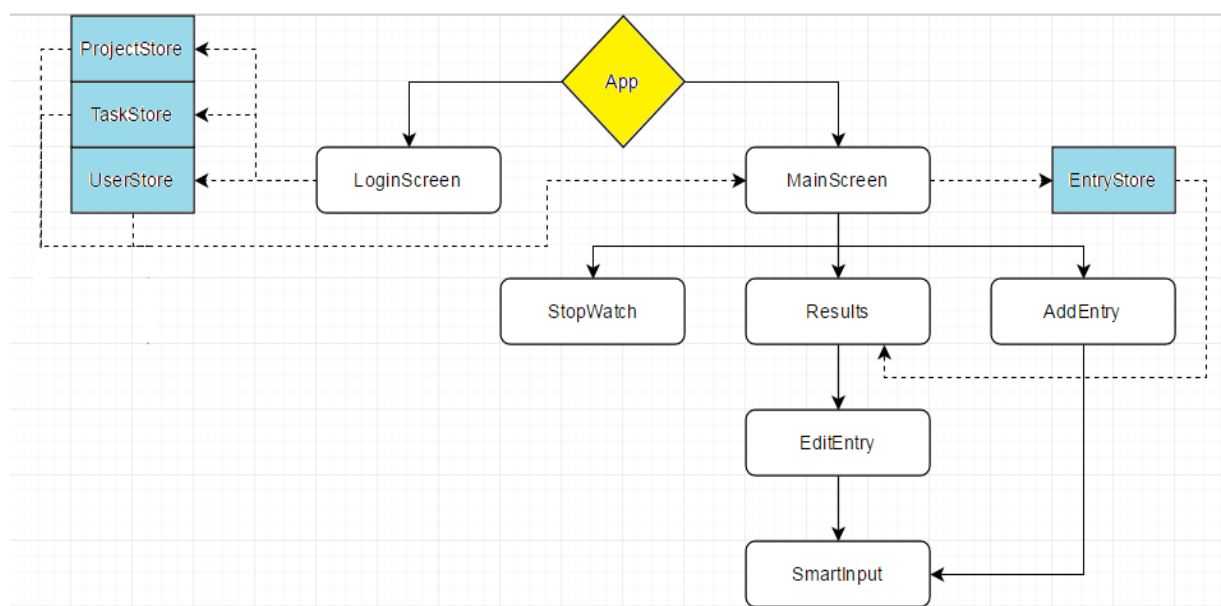 ProjectStore
App
TaskStore
UserStore
LoginScreen
MainScreen
EntryStore
StopWatch
Results
AddEntry
EditEntry
SmartInput